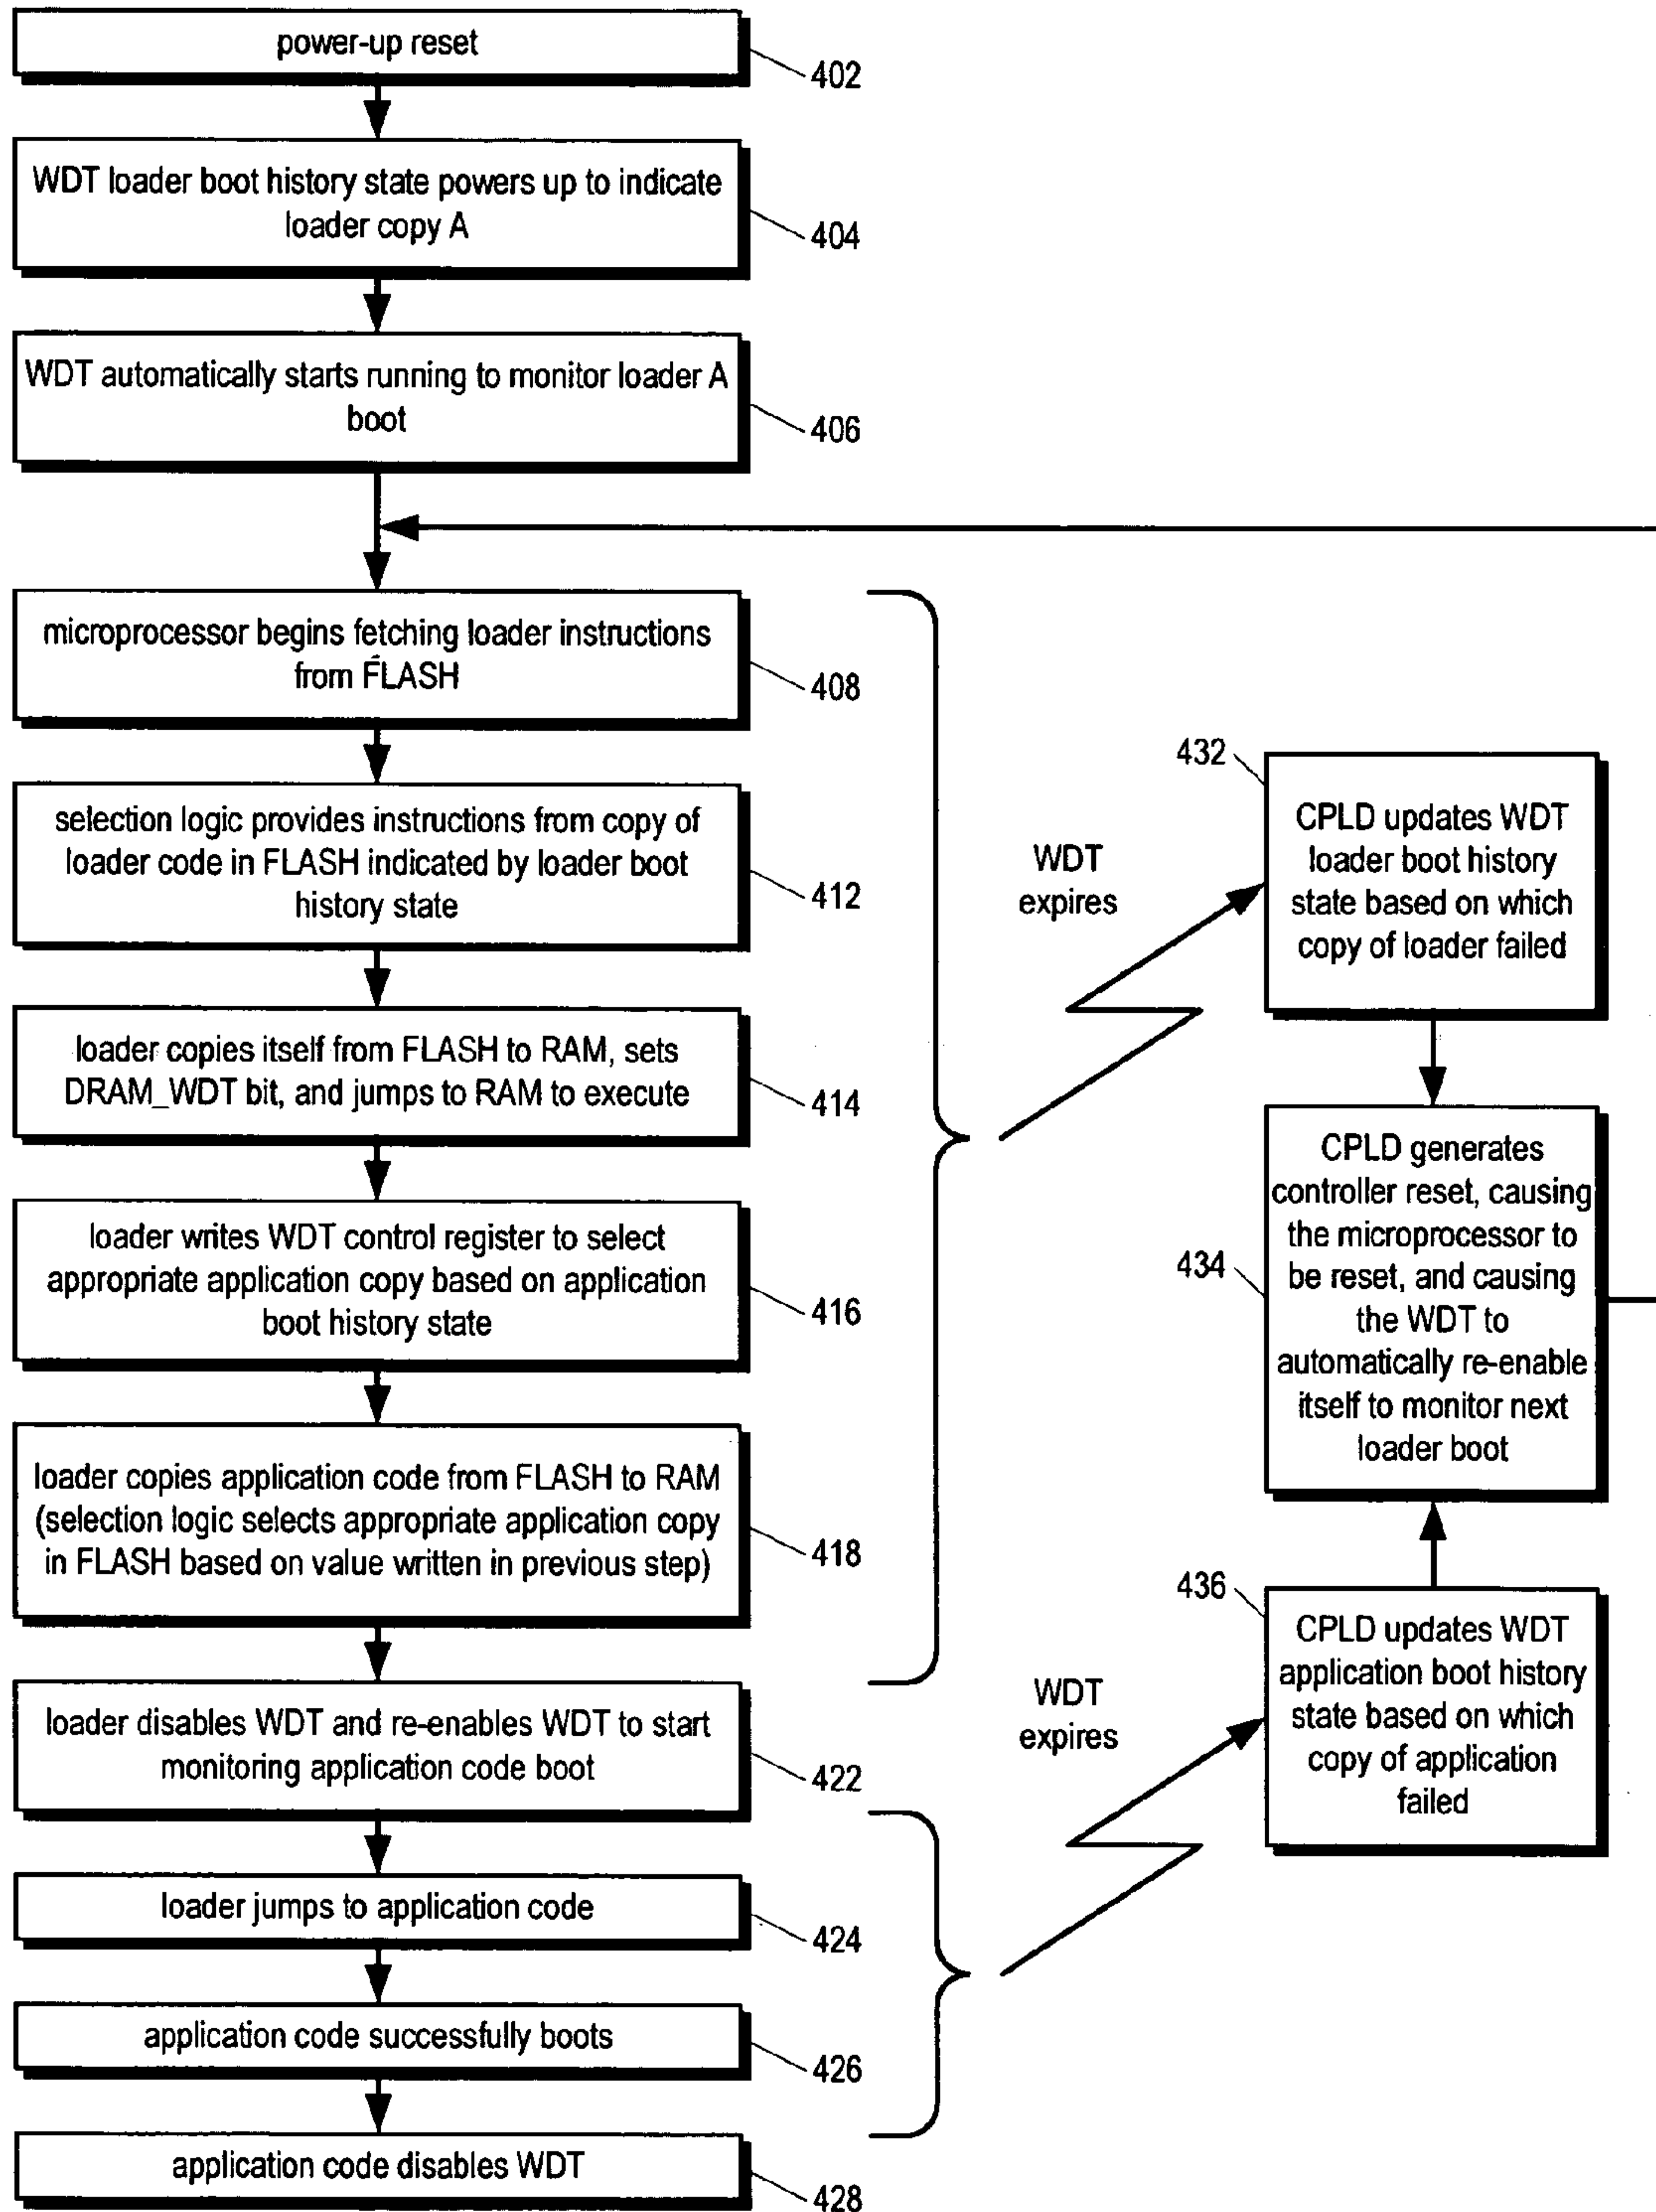 power-up reset
402
WDT loader boot history state powers up to indicate
loader copy A
404
WDT automatically starts running to monitor loader A
boot
406
microprocessor begins fetching loader instructions
from FLASH
408
selection logic provides instructions from copy of
loader code in FLASH indicated by loader boot
history state
412
loader copies itself from FLASH to RAM, sets
DRAM_WDT bit, and jumps to RAM to execute
414
loader writes WDT control register to select
appropriate application copy based on application
boot history state
416
loader copies application code from FLASH to RAM
(selection logic selects appropriate application copy
in FLASH based on value written in previous step)
418
loader disables WDT and re-enables WDT to start
monitoring application code boot
422
loader jumps to application code
424
application code successfully boots
426
application code disables WDT
428
WDT
expires
432
CPLD updates WDT
loader boot history
state based on which
copy of loader failed
CPLD generates
controller reset, causing
the microprocessor to
be reset, and causing
the WDT to
automatically re-enable
itself to monitor next
loader boot
434
WDT
expires
436
CPLD updates WDT
application boot history
state based on which
copy of application
failed